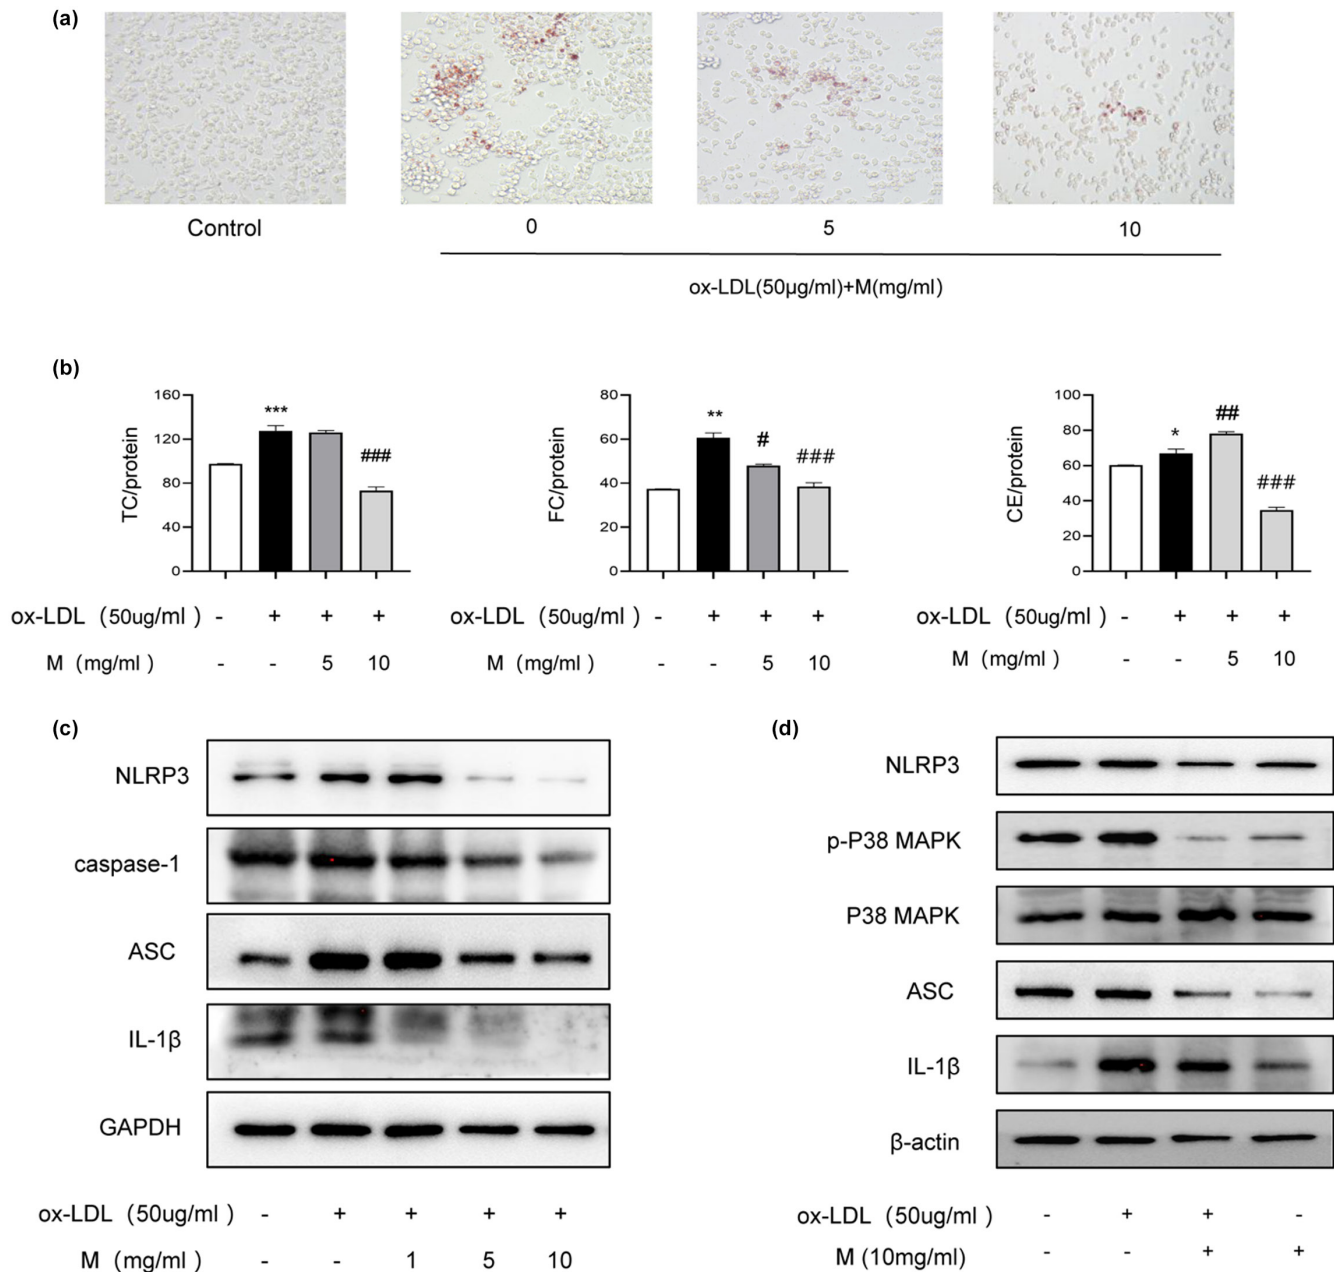 (a)
Control 0 5 10
ox-LDL(50μg/ml)+M(mg/ml)
(b)
TC/protein
160
120
80
40
0
*** ###
ox-LDL (50ug/ml) - + + +
M (mg/ml) - - 5 10
FC/protein
80
60
40
20
0
** # ###
ox-LDL (50ug/ml) - + + +
M (mg/ml) - - 5 10
CE/protein
100
80
60
40
20
0
* ## ###
ox-LDL (50ug/ml) - + + +
M (mg/ml) - - 5 10
(c)
NLRP3
caspase-1
ASC
IL-1β
GAPDH
ox-LDL (50ug/ml) - + + + +
M (mg/ml) - - 1 5 10
(d)
NLRP3
p-P38 MAPK
P38 MAPK
ASC
IL-1β
β-actin
ox-LDL (50ug/ml) - + + -
M (10mg/ml) - - + +